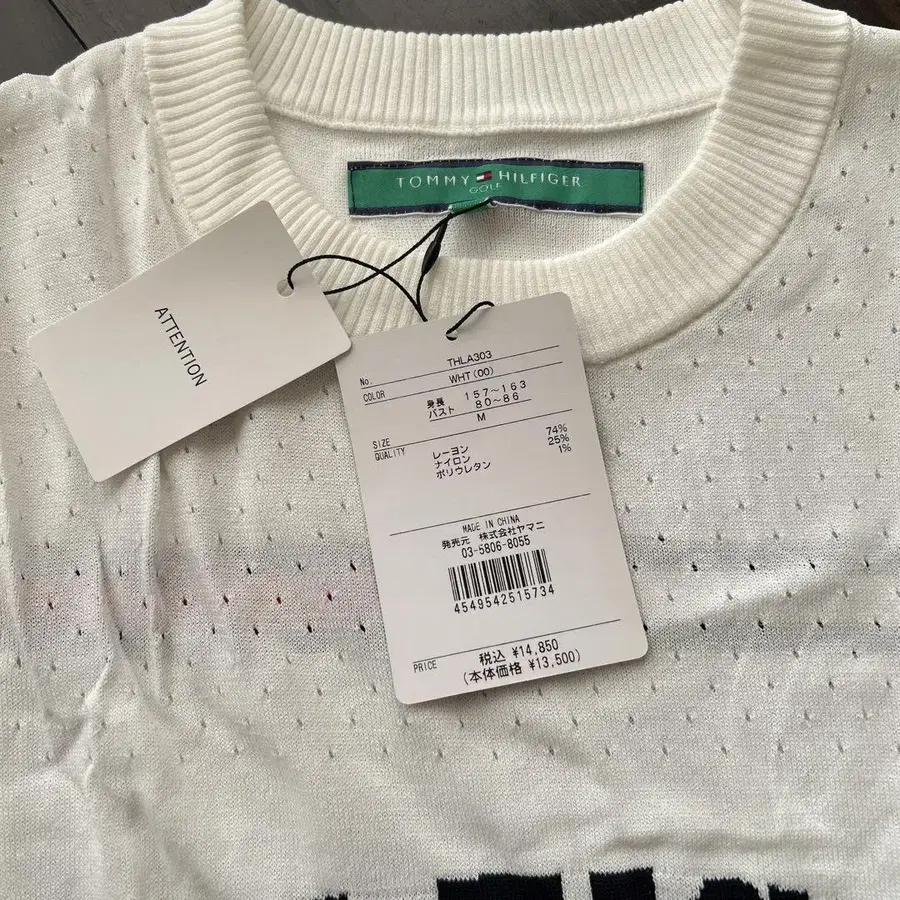 TOMMY HILFIGER
GOLF
ATTENTION
No. THLA303
COLOR WHT(00)
身長 157~163
バスト 80~86
SIZE M
QUALITY レーヨン 74%
ナイロン 25%
ポリウレタン 1%
MADE IN CHINA
発売元 株式会社ヤマニ
03-5806-8055
4549542515734
PRICE 税込 ¥14,850
(本体価格 ¥13,500)